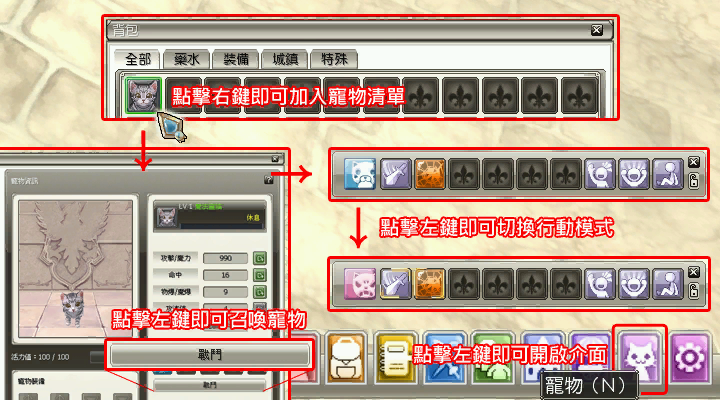 背包
全部 藥水 裝備 城鎮 特殊
點擊右鍵即可加入寵物清單
寵物資訊
LV 1
休息
攻擊/魔力 990
命中 16
物爆/魔爆 9
點擊左鍵即可召喚寵物
活力值：100 / 100
戰鬥
寵物裝備
戰鬥
點擊左鍵即可切換行動模式
點擊左鍵即可開啟介面
寵物（N）